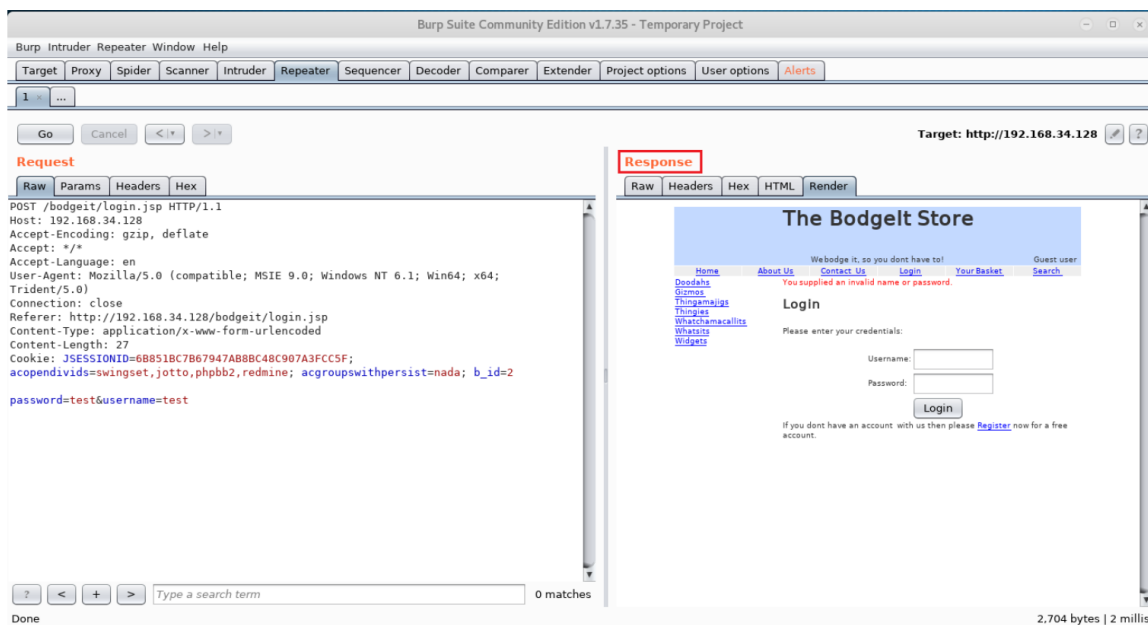 Burp Suite Community Edition v1.7.35 - Temporary Project
Burp Intruder Repeater Window Help
Target Proxy Spider Scanner Intruder Repeater Sequencer Decoder Comparer Extender Project options User options Alerts
1 × ...
Go Cancel < > Target: http://192.168.34.128 ?
Request
Raw Params Headers Hex
POST /bodgeit/login.jsp HTTP/1.1
Host: 192.168.34.128
Accept-Encoding: gzip, deflate
Accept: */*
Accept-Language: en
User-Agent: Mozilla/5.0 (compatible; MSIE 9.0; Windows NT 6.1; Win64; x64;
Trident/5.0)
Connection: close
Referer: http://192.168.34.128/bodgeit/login.jsp
Content-Type: application/x-www-form-urlencoded
Content-Length: 27
Cookie: JSESSIONID=6B851BC7B67947AB8BC48C907A3FCC5F;
acopendivids=swingset,jotto,phpbb2,redmine; acgroupswithpersist=nada; b_id=2
password=test&username=test
? < + > Type a search term 0 matches
Response
Raw Headers Hex HTML Render
The BodgeIt Store
We bodge it, so you dont have to! Guest user
Home About Us Contact Us Login Your Basket Search
Doodahs
Gizmos
Thingamajigs
Thingies
Whatchamacallits
Whatsits
Widgets
You supplied an invalid name or password.
Login
Please enter your credentials:
Username:
Password:
Login
If you dont have an account with us then please Register now for a free
account.
Done 2,704 bytes | 2 millis